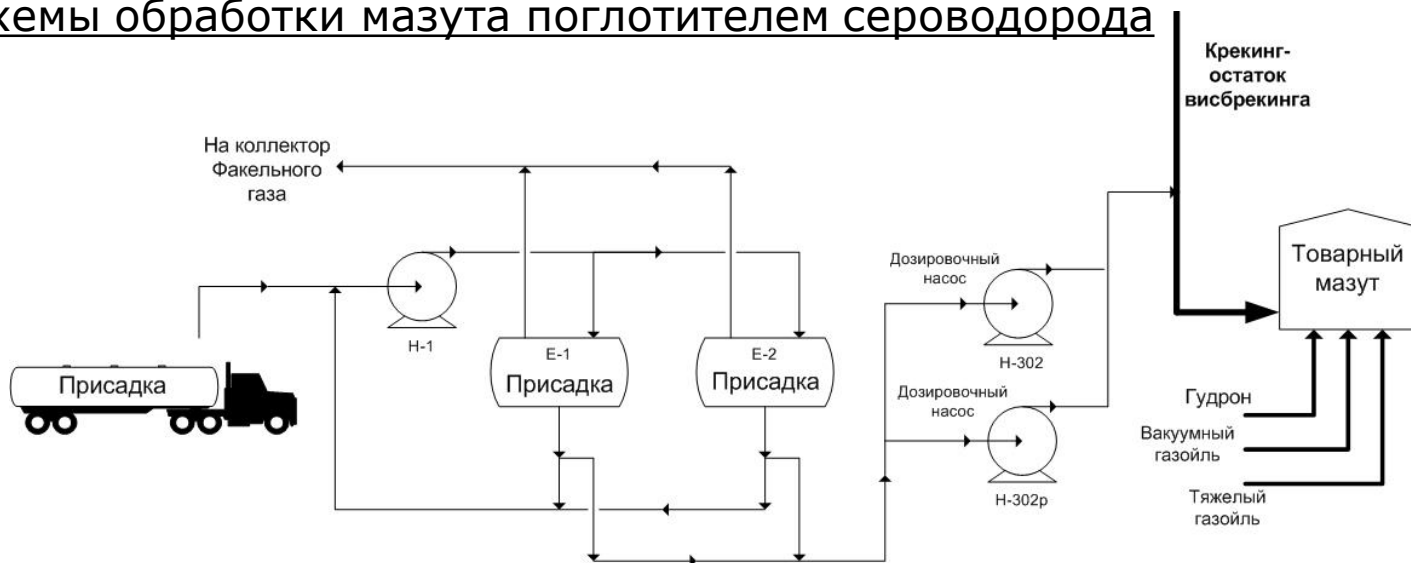 хемы обработки мазута поглотителем сероводорода
Крекинг-
остаток
висбрекинга
На коллектор
Факельного
газа
Дозировочный
насос
Товарный
мазут
Н-1
Е-1
Присадка
Е-2
Присадка
Н-302
Присадка
Дозировочный
насос
Гудрон
Вакуумный
газойль
Н-302р
Тяжелый
газойль